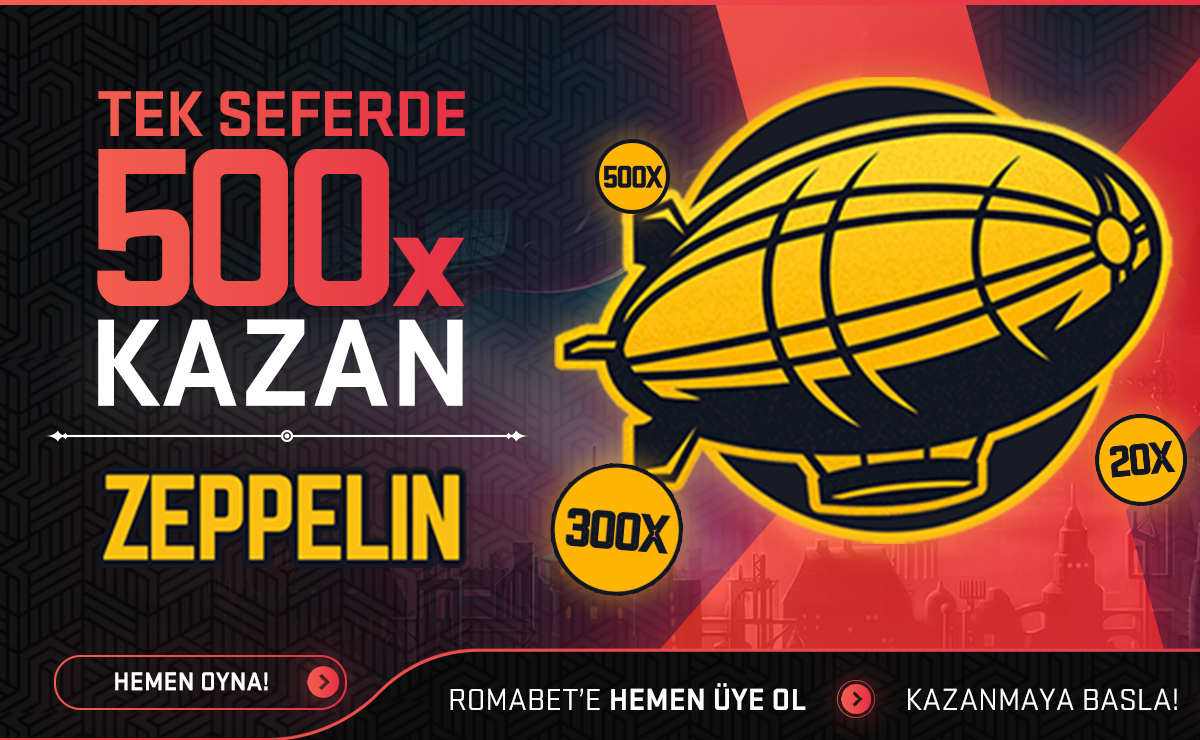 TEK SEFERDE
500x
KAZAN
ZEPPELIN
500X
300X
20X
HEMEN OYNA!
ROMABET'E HEMEN ÜYE OL
KAZANMAYA BASLA!